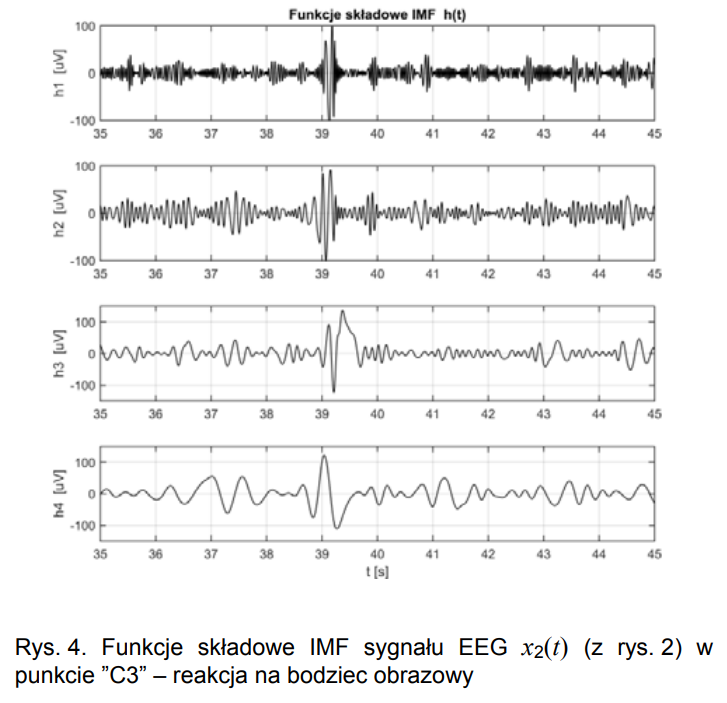 Funkcje składowe IMF h(t)
100
0
-100
h1 [uV]
35 36 37 38 39 40 41 42 43 44 45
100
0
-100
h2 [uV]
35 36 37 38 39 40 41 42 43 44 45
100
0
-100
h3 [uV]
35 36 37 38 39 40 41 42 43 44 45
100
0
-100
h4 [uV]
35 36 37 38 39 40 41 42 43 44 45
t [s]
Rys. 4. Funkcje składowe IMF sygnału EEG x2(t) (z rys. 2) w
punkcie ”C3” – reakcja na bodziec obrazowy